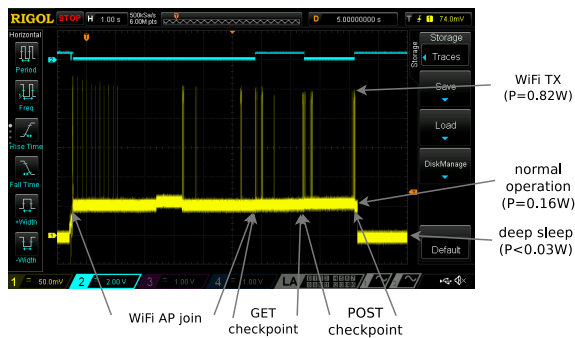 RIGOL STOP H 1.00 s 500kSa/s 6.00M pts D 5.00000000 s T 1 74.0mV
Horizontal
Period
Freq
Rise Time
Fall Time
+Width
-Width
Storage
Storage
Traces
Save
Load
DiskManage
Default
1 50.0mV 2 2.00 V 3 1.00 V 4 1.00 V LA
WiFi TX
(P=0.82W)
normal
operation
(P=0.16W)
deep sleep
(P<0.03W)
WiFi AP join
GET
checkpoint
POST
checkpoint